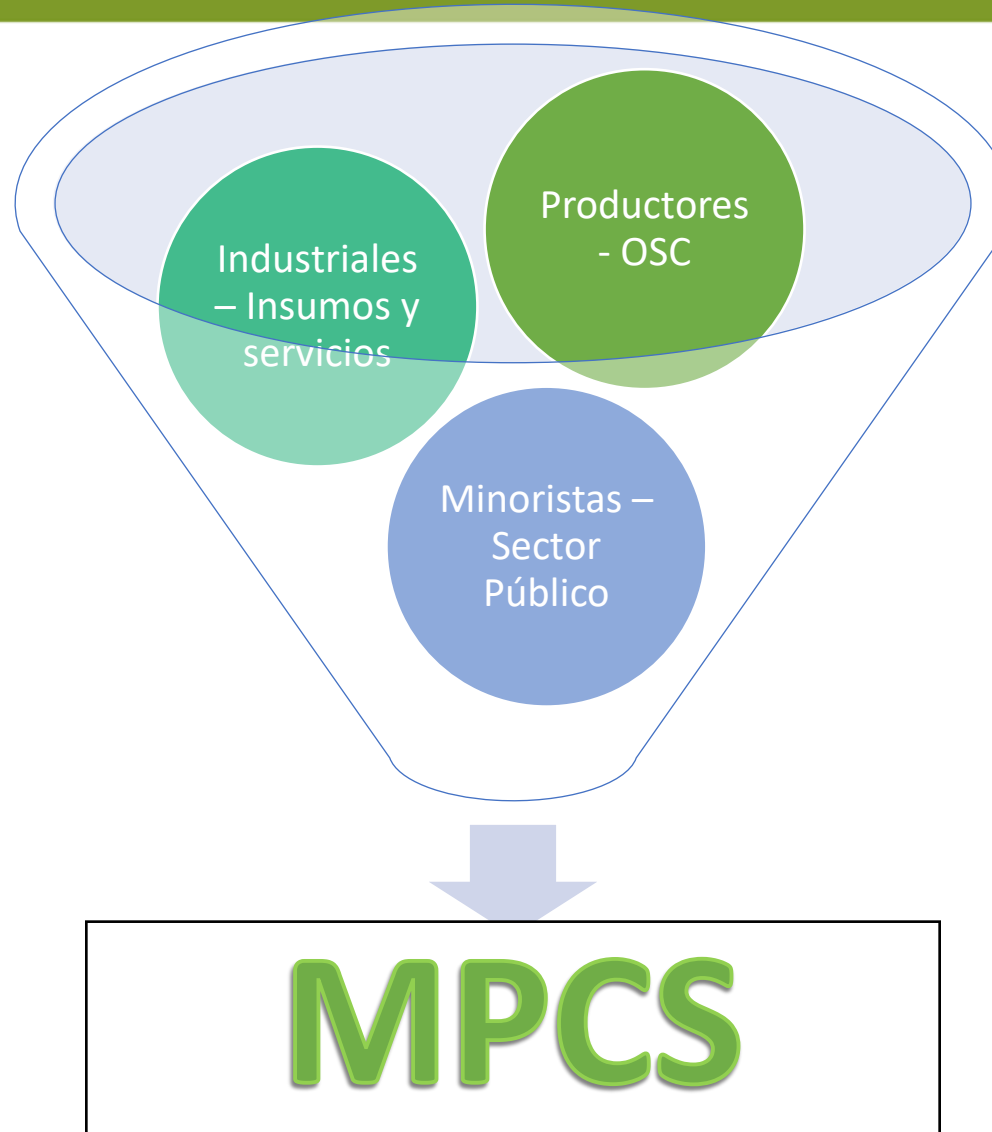 Productores
- OSC
Industriales
– Insumos y
servicios
Minoristas –
Sector
Público
MPCS